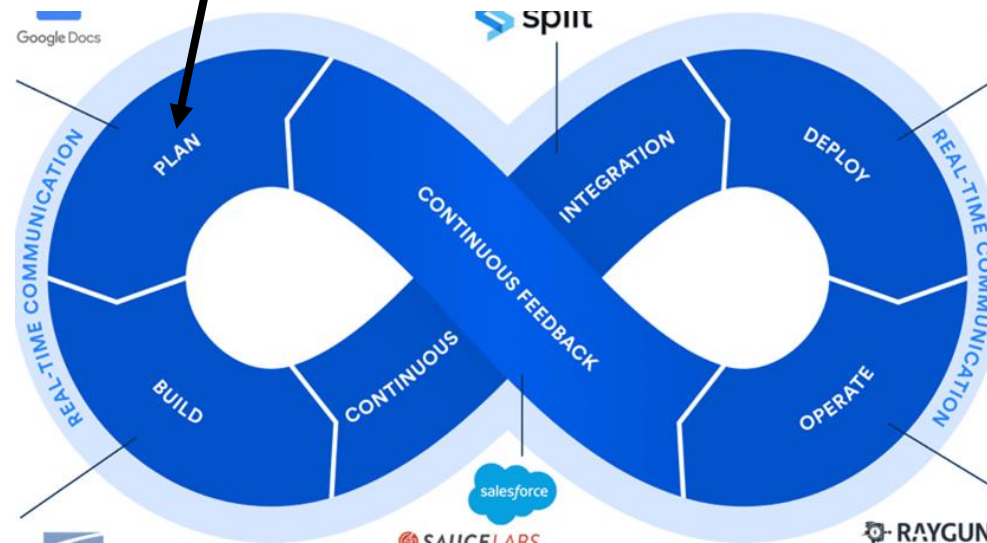 Google Docs
split
PLAN
INTEGRATION
DEPLOY
REAL-TIME COMMUNICATION
CONTINUOUS FEEDBACK
REAL-TIME COMMUNICATION
BUILD
CONTINUOUS
OPERATE
salesforce
SAUCELABS
RAYGUN